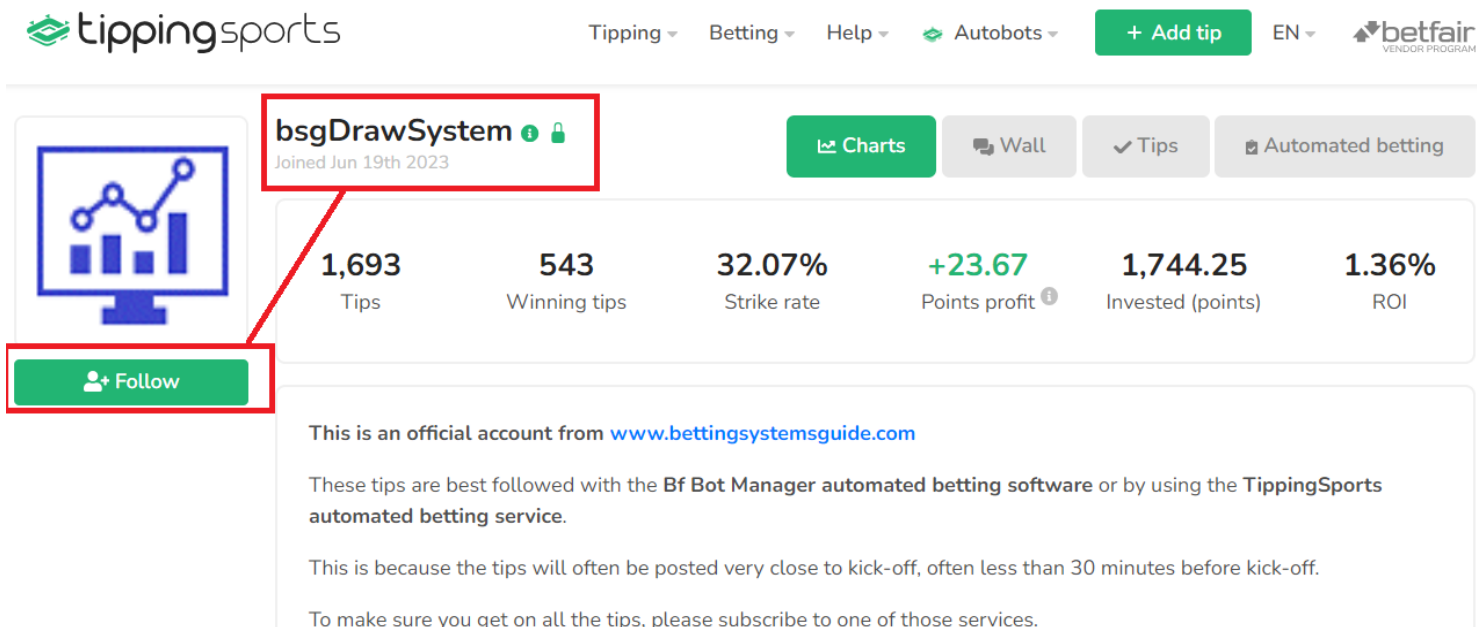 tippingsports
Tipping Betting Help Autobots + Add tip EN betfair
VENDOR PROGRAM
bsgDrawSystem
Joined Jun 19th 2023
Charts Wall Tips Automated betting
1,693 543 32.07% +23.67 1,744.25 1.36%
Tips Winning tips Strike rate Points profit Invested (points) ROI
Follow
This is an official account from www.bettingsystemsguide.com
These tips are best followed with the Bf Bot Manager automated betting software or by using the TippingSports
automated betting service.
This is because the tips will often be posted very close to kick-off, often less than 30 minutes before kick-off.
To make sure you get on all the tips, please subscribe to one of those services.